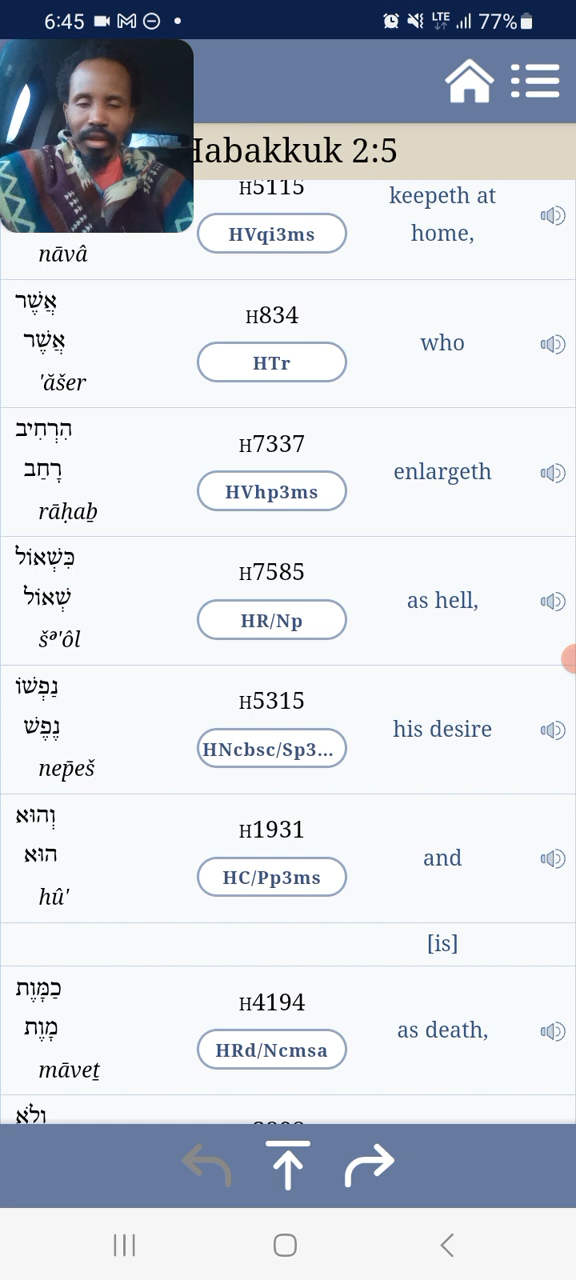 6:45 LTE 77%
Habakkuk 2:5
H5115
keepeth at
home,
HVqi3ms
nāvâ
אֲשֶׁר
אֲשֶׁר
'ăšer
H834
HTr
who
הִרְחִיב
רָחַב
rāḥaḇ
H7337
HVhp3ms
enlargeth
כִּשְׁאוֹל
שְׁאוֹל
šᵊ'ôl
H7585
HR/Np
as hell,
נַפְשׁוֹ
נֶפֶשׁ
nep̄eš
H5315
HNcbsc/Sp3...
his desire
וְהוּא
הוּא
hû'
H1931
HC/Pp3ms
and
[is]
כַמָּוֶת
מָוֶת
māveṯ
H4194
HRd/Ncmsa
as death,
וְלֹא